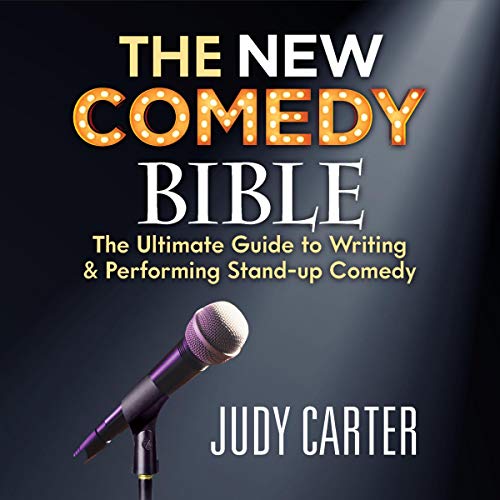 THE NEW
COMEDY
BIBLE
The Ultimate Guide to Writing
& Performing Stand-up Comedy
JUDY CARTER